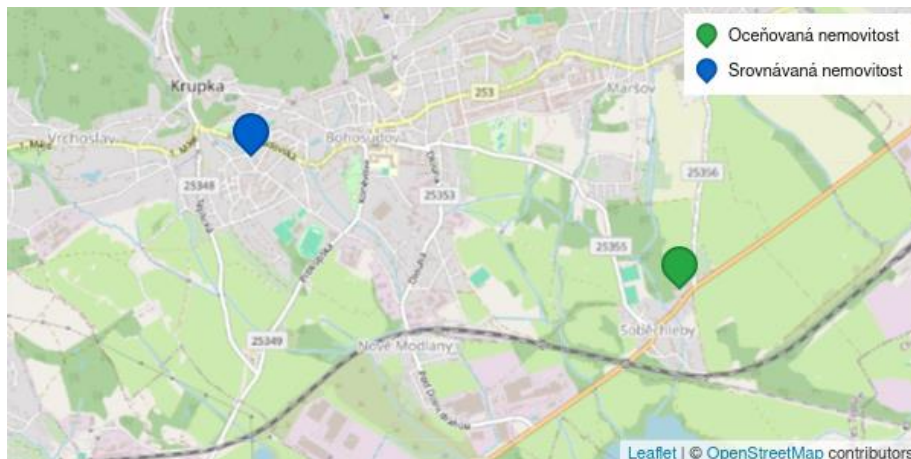 Oceňovaná nemovitost
Srovnávaná nemovitost
Krupka
253
Maršov
Vrchoslav
Bohosudov
25348
25353
25356
Dlouhá
25355
25349
Nové Modlany
Soběchleby
Leaflet | © OpenStreetMap contributors